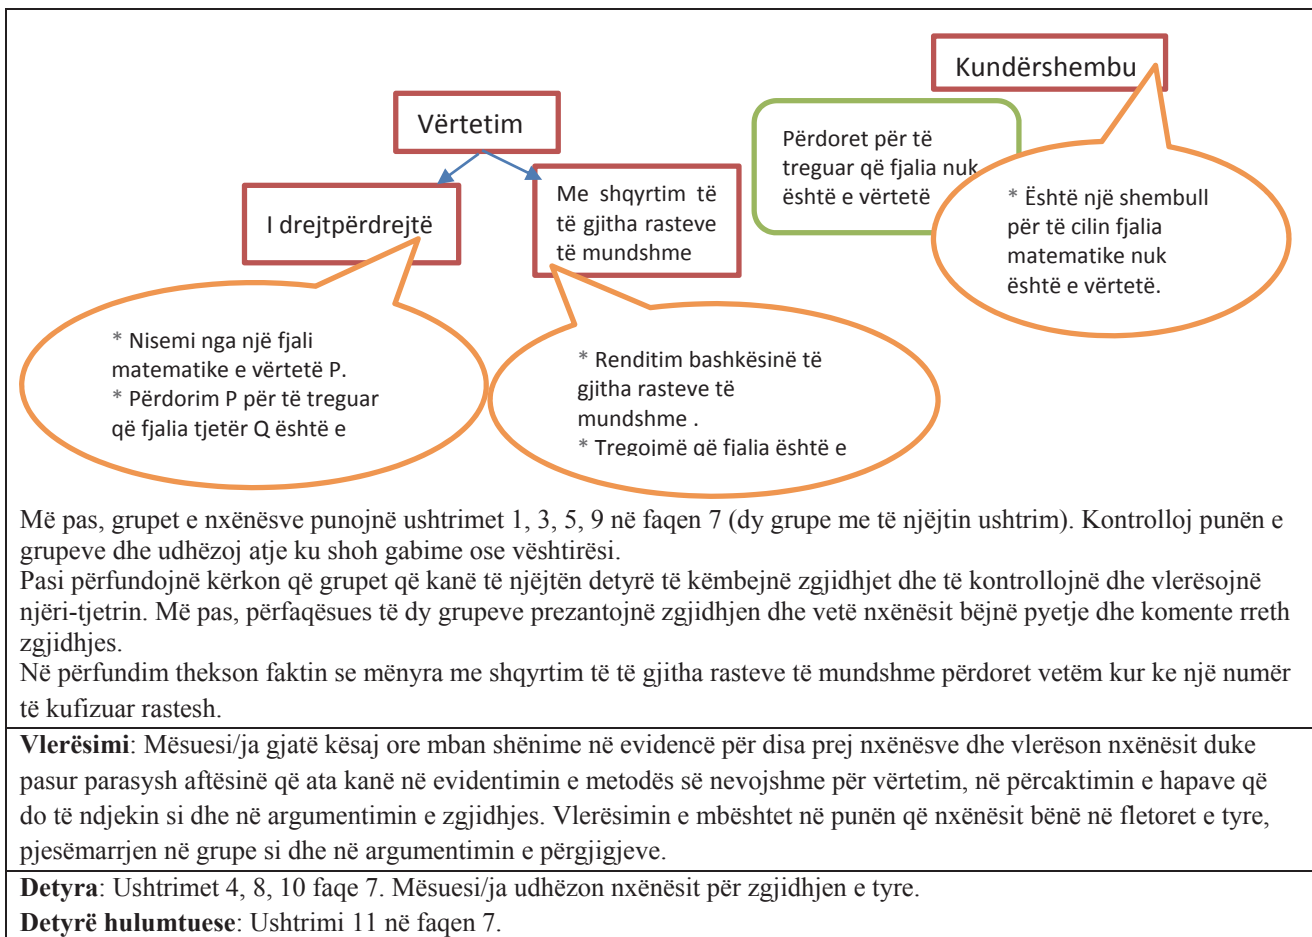 Kundërshembu
Vërtetim
Përdoret për të
treguar që fjalia nuk
është e vërtetë
* Është një shembull
për të cilin fjalia
matematike nuk
është e vërtetë.
I drejtpërdrejtë
Me shqyrtim të
të gjitha rasteve
të mundshme
* Nisemi nga një fjali
matematike e vërtetë P.
* Përdorim P për të treguar
që fjalia tjetër Q është e
* Renditim bashkësinë të
gjitha rasteve të
mundshme .
* Tregojmë që fjalia është e
Më pas, grupet e nxënësve punojnë ushtrimet 1, 3, 5, 9 në faqen 7 (dy grupe me të njëjtin ushtrim). Kontrolloj punën e
grupeve dhe udhëzoj atje ku shoh gabime ose vështirësi.
Pasi përfundojnë kërkon që grupet që kanë të njëjtën detyrë të këmbejnë zgjidhjet dhe të kontrollojnë dhe vlerësojnë
njëri-tjetrin. Më pas, përfaqësues të dy grupeve prezantojnë zgjidhjen dhe vetë nxënësit bëjnë pyetje dhe komente rreth
zgjidhjes.
Në përfundim thekson faktin se mënyra me shqyrtim të të gjitha rasteve të mundshme përdoret vetëm kur ke një numër
të kufizuar rastesh.
Vlerësimi: Mësuesi/ja gjatë kësaj ore mban shënime në evidencë për disa prej nxënësve dhe vlerëson nxënësit duke
pasur parasysh aftësinë që ata kanë në evidentimin e metodës së nevojshme për vërtetim, në përcaktimin e hapave që
do të ndjekin si dhe në argumentimin e zgjidhjes. Vlerësimin e mbështet në punën që nxënësit bënë në fletoret e tyre,
pjesëmarrjen në grupe si dhe në argumentimin e përgjigjeve.
Detyra: Ushtrimet 4, 8, 10 faqe 7. Mësuesi/ja udhëzon nxënësit për zgjidhjen e tyre.
Detyrë hulumtuese: Ushtrimi 11 në faqen 7.